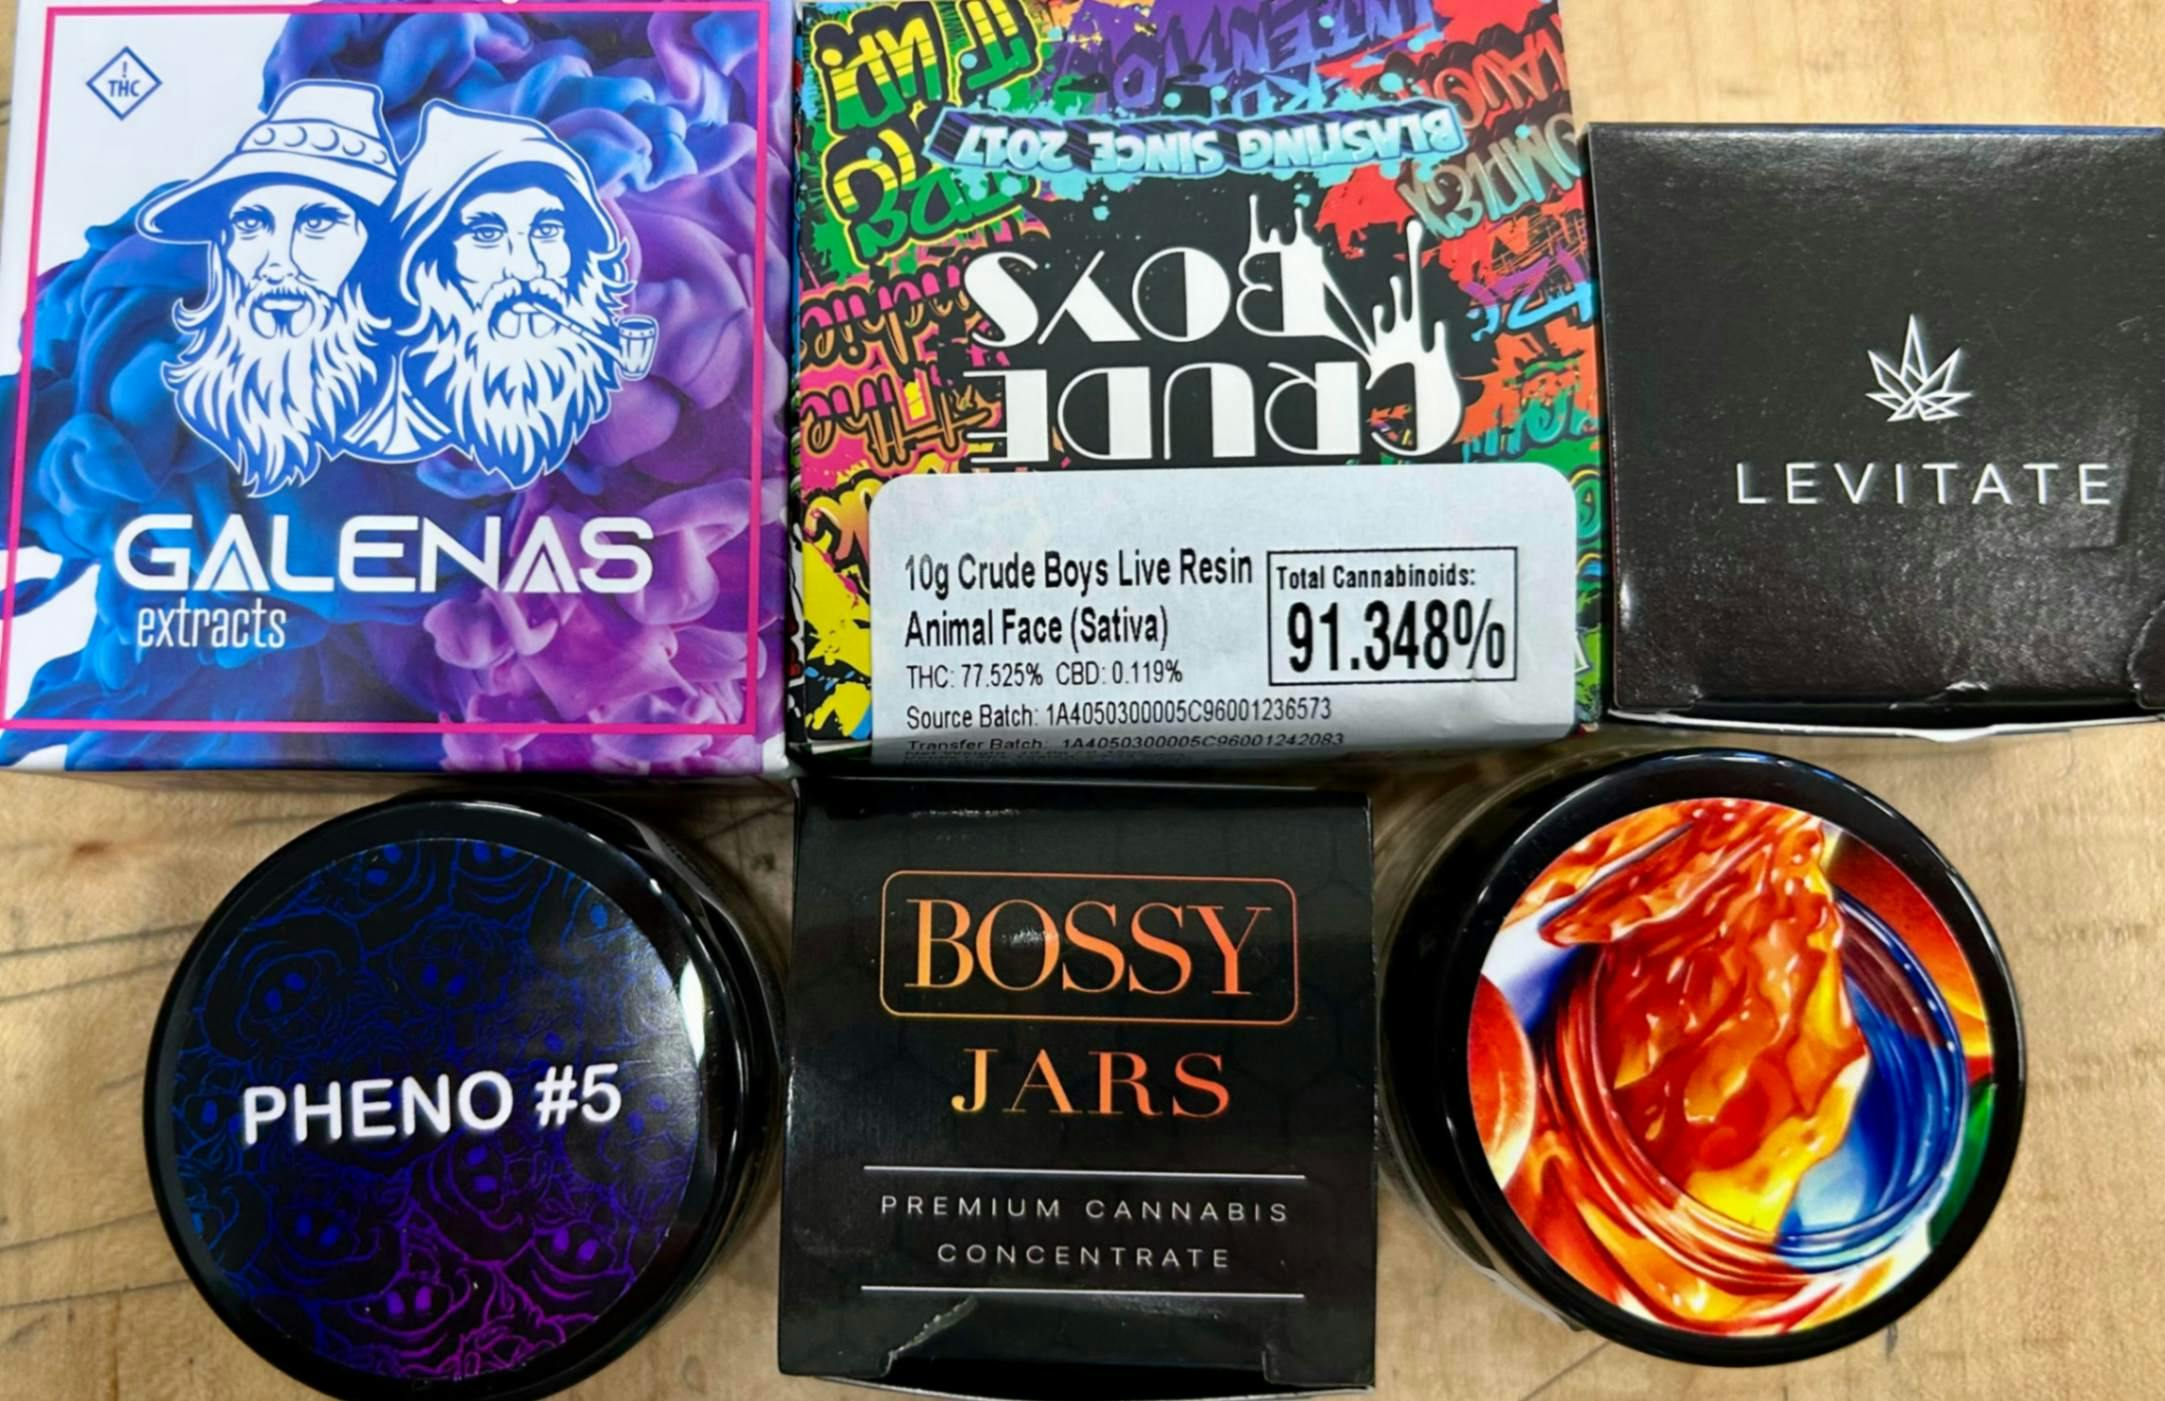 !
THC
GALENAS
extracts
IT UP!
BLASTING SINCE 2017
CRUDE
BOYS
10g Crude Boys Live Resin
Animal Face (Sativa)
THC: 77.525% CBD: 0.119%
Source Batch: 1A4050300005C96001236573
Transfer Batch: 1A4050300005C96001242083
Total Cannabinoids:
91.348%
LEVITATE
PHENO #5
BOSSY
JARS
PREMIUM CANNABIS
CONCENTRATE